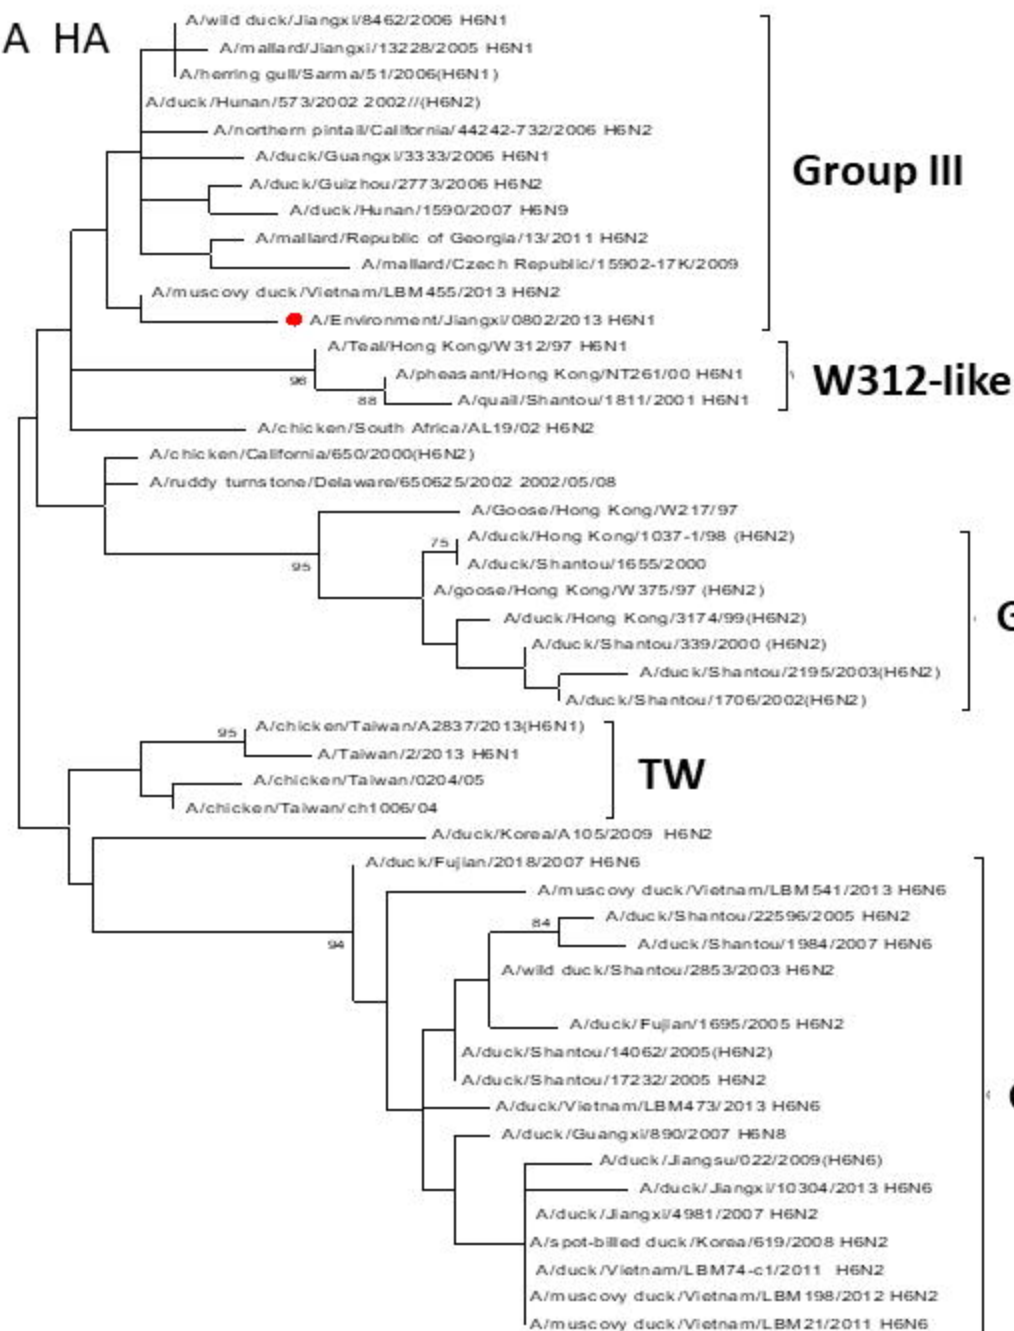 A HA
A/wild duck/Jiangxi/8462/2006 H6N1
A/mallard/Jiangxi/13228/2005 H6N1
A/herring gull/Sarma/51/2006(H6N1)
A/duck/Hunan/573/2002 2002//(H6N2)
A/northern pintail/California/44242-732/2006 H6N2
A/duck/Guangxi/3333/2006 H6N1
Group III
A/duck/Guizhou/2773/2006 H6N2
A/duck/Hunan/1590/2007 H6N9
A/mallard/Republic of Georgia/13/2011 H6N2
A/mallard/Czech Republic/15902-17K/2009
A/muscovy duck/Vietnam/LBM455/2013 H6N2
A/Environment/Jiangxi/0802/2013 H6N1
A/Teal/Hong Kong/W312/97 H6N1
96
A/pheasant/Hong Kong/NT261/00 H6N1
W312-like
88
A/quail/Shantou/1811/2001 H6N1
A/chicken/South Africa/AL19/02 H6N2
A/chicken/California/650/2000(H6N2)
A/ruddy turnstone/Delaware/650625/2002 2002/05/08
A/Goose/Hong Kong/W217/97
75
A/duck/Hong Kong/1037-1/98 (H6N2)
95
A/duck/Shantou/1655/2000
A/goose/Hong Kong/W375/97 (H6N2)
A/duck/Hong Kong/3174/99(H6N2)
G
A/duck/Shantou/339/2000 (H6N2)
A/duck/Shantou/2195/2003(H6N2)
A/duck/Shantou/1706/2002(H6N2)
95
A/chicken/Taiwan/A2837/2013(H6N1)
A/Taiwan/2/2013 H6N1
TW
A/chicken/Taiwan/0204/05
A/chicken/Taiwan/ch1006/04
A/duck/Korea/A105/2009 H6N2
A/duck/Fujian/2018/2007 H6N6
A/muscovy duck/Vietnam/LBM541/2013 H6N6
84
A/duck/Shantou/22596/2005 H6N2
94
A/duck/Shantou/1984/2007 H6N6
A/wild duck/Shantou/2853/2003 H6N2
A/duck/Fujian/1695/2005 H6N2
A/duck/Shantou/14062/2005(H6N2)
A/duck/Shantou/17232/2005 H6N2
A/duck/Vietnam/LBM473/2013 H6N6
A/duck/Guangxi/890/2007 H6N8
A/duck/Jiangsu/022/2009(H6N6)
A/duck/Jiangxi/10304/2013 H6N6
A/duck/Jiangxi/4981/2007 H6N2
A/spot-billed duck/Korea/619/2008 H6N2
A/duck/Vietnam/LBM74-c1/2011 H6N2
A/muscovy duck/Vietnam/LBM198/2012 H6N2
A/muscovy duck/Vietnam/LBM21/2011 H6N6